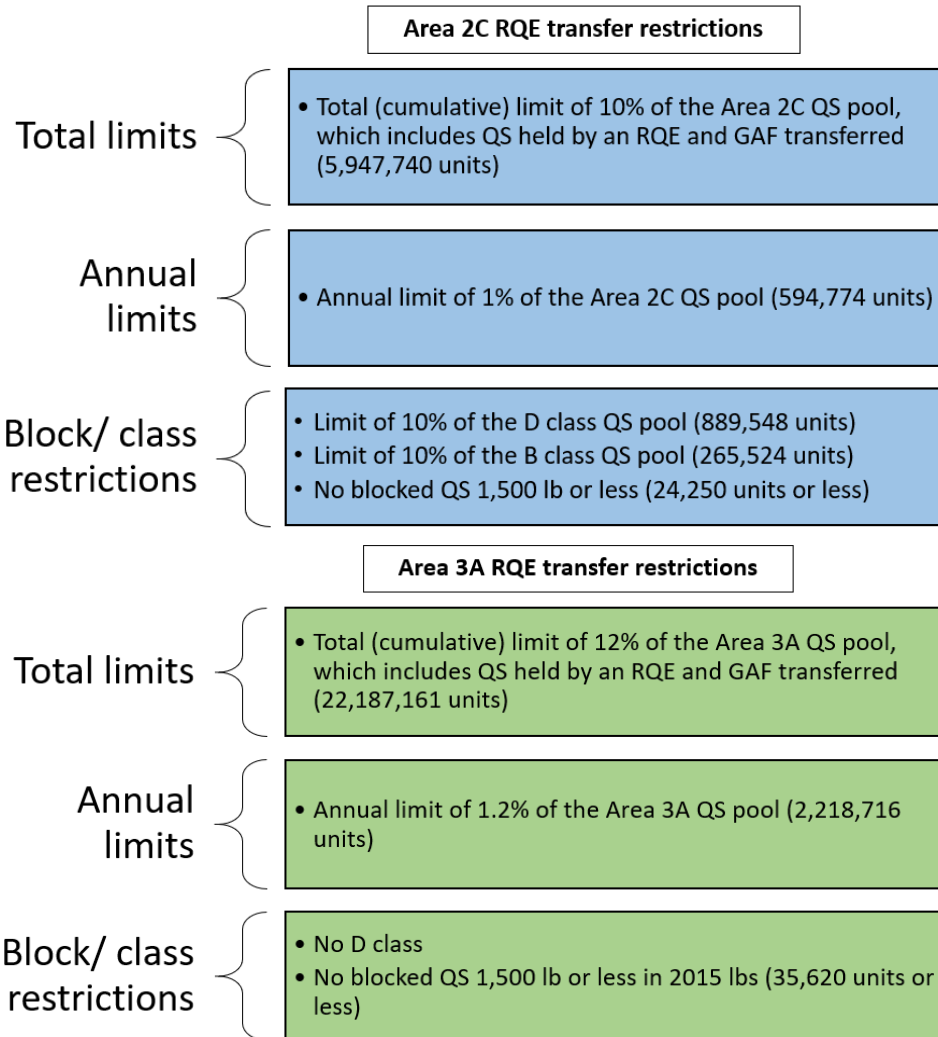 Area 2C RQE transfer restrictions
Total limits
• Total (cumulative) limit of 10% of the Area 2C QS pool,
which includes QS held by an RQE and GAF transferred
(5,947,740 units)
Annual
limits
• Annual limit of 1% of the Area 2C QS pool (594,774 units)
Block/ class
restrictions
• Limit of 10% of the D class QS pool (889,548 units)
• Limit of 10% of the B class QS pool (265,524 units)
• No blocked QS 1,500 lb or less (24,250 units or less)
Area 3A RQE transfer restrictions
Total limits
• Total (cumulative) limit of 12% of the Area 3A QS pool,
which includes QS held by an RQE and GAF transferred
(22,187,161 units)
Annual
limits
• Annual limit of 1.2% of the Area 3A QS pool (2,218,716
units)
Block/ class
restrictions
• No D class
• No blocked QS 1,500 lb or less in 2015 lbs (35,620 units or
less)